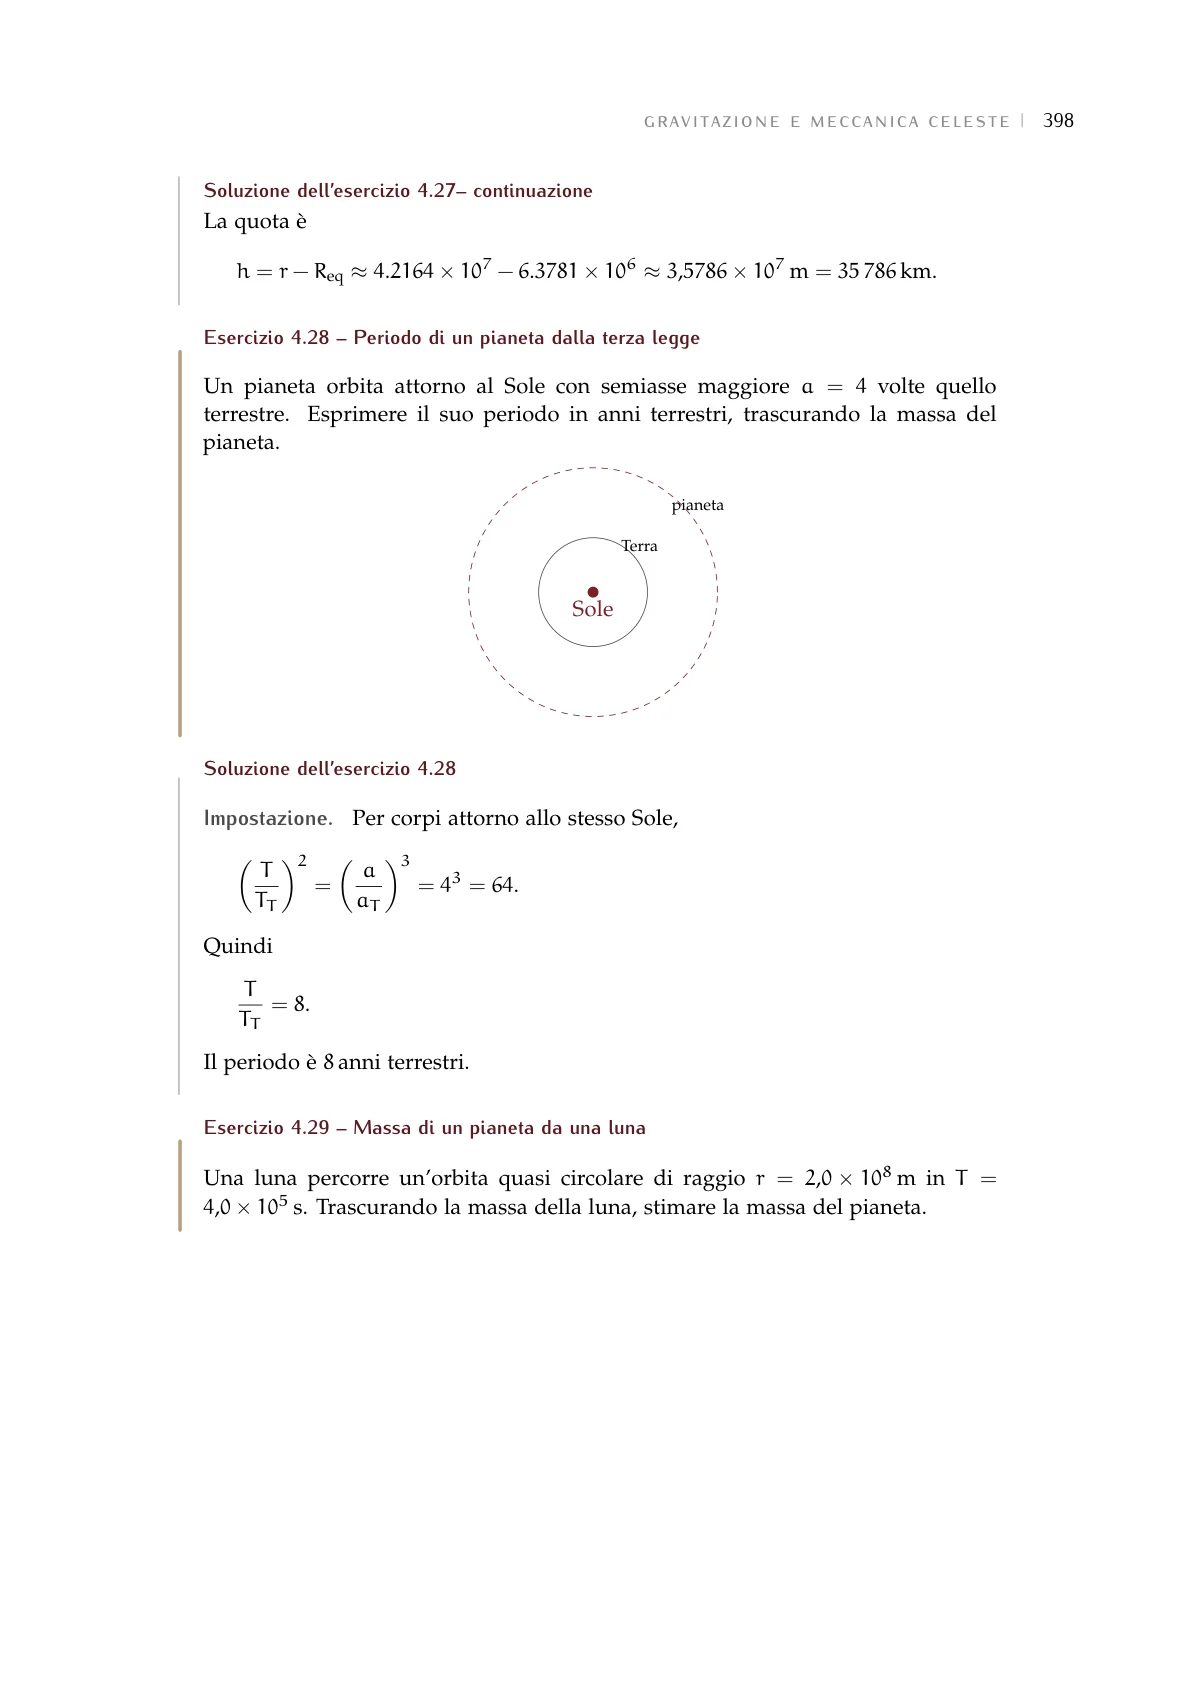 GRAVITAZIONE E MECCANICA CELESTE | 398
Soluzione dell'esercizio 4.27– continuazione
La quota è
h = r − R_eq ≈ 4.2164 × 10^7 − 6.3781 × 10^6 ≈ 3,5786 × 10^7 m = 35 786 km.
Esercizio 4.28 – Periodo di un pianeta dalla terza legge
Un pianeta orbita attorno al Sole con semiasse maggiore a = 4 volte quello
terrestre. Esprimere il suo periodo in anni terrestri, trascurando la massa del
pianeta.
pianeta
Terra
Sole
Soluzione dell'esercizio 4.28
Impostazione. Per corpi attorno allo stesso Sole,
(T/T_T)^2 = (a/a_T)^3 = 4^3 = 64.
Quindi
T/T_T = 8.
Il periodo è 8 anni terrestri.
Esercizio 4.29 – Massa di un pianeta da una luna
Una luna percorre un'orbita quasi circolare di raggio r = 2,0 × 10^8 m in T =
4,0 × 10^5 s. Trascurando la massa della luna, stimare la massa del pianeta.